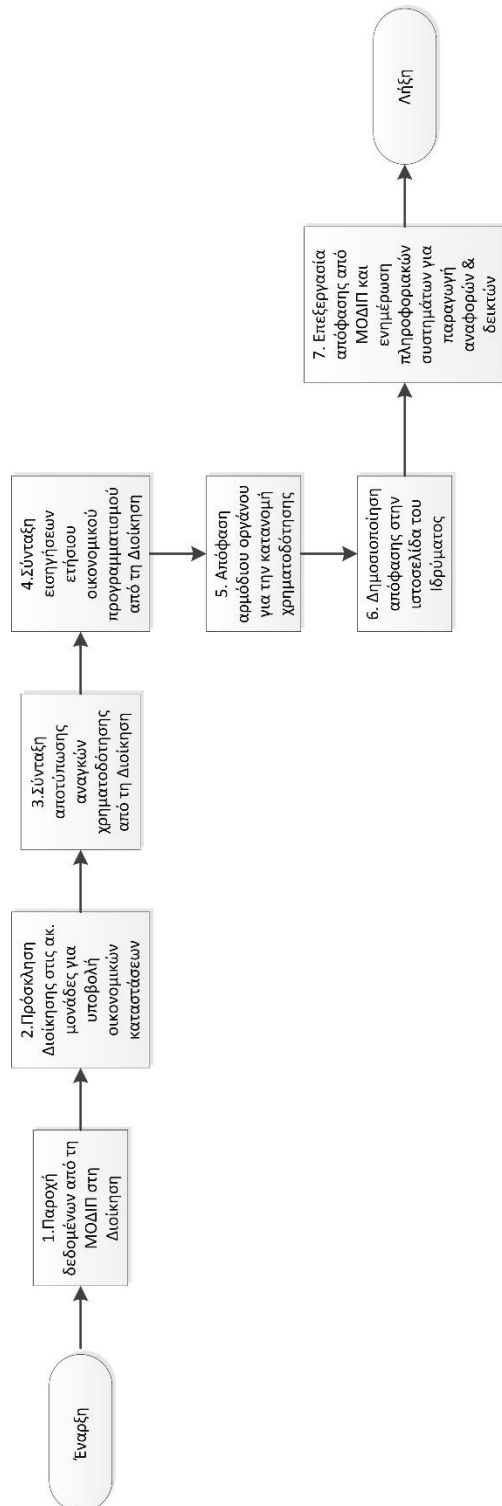 Έναρξη
1.Παροχή
δεδομένων από τη
ΜΟΔΙΠ στη
Διοίκηση
2.Πρόσκληση
Διοίκησης στις ακ.
μονάδες για
υποβολή
οικονομικών
καταστάσεων
3.Σύνταξη
αποτύπωσης
αναγκών
χρηματοδότησης
από τη Διοίκηση
4.Σύνταξη
εισηγήσεων
ετήσιου
οικονομικού
προγραμματισμού
από τη Διοίκηση
5. Απόφαση
αρμόδιου οργάνου
για την κατανομή
χρηματοδότησης
6. Δημοσιοποίηση
απόφασης στην
ιστοσελίδα του
Ιδρύματος
7. Επεξεργασία
απόφασης από
ΜΟΔΙΠ και
ενημέρωση
πληροφοριακών
συστημάτων για
παραγωγή
αναφορών &
δεικτών
Λήξη